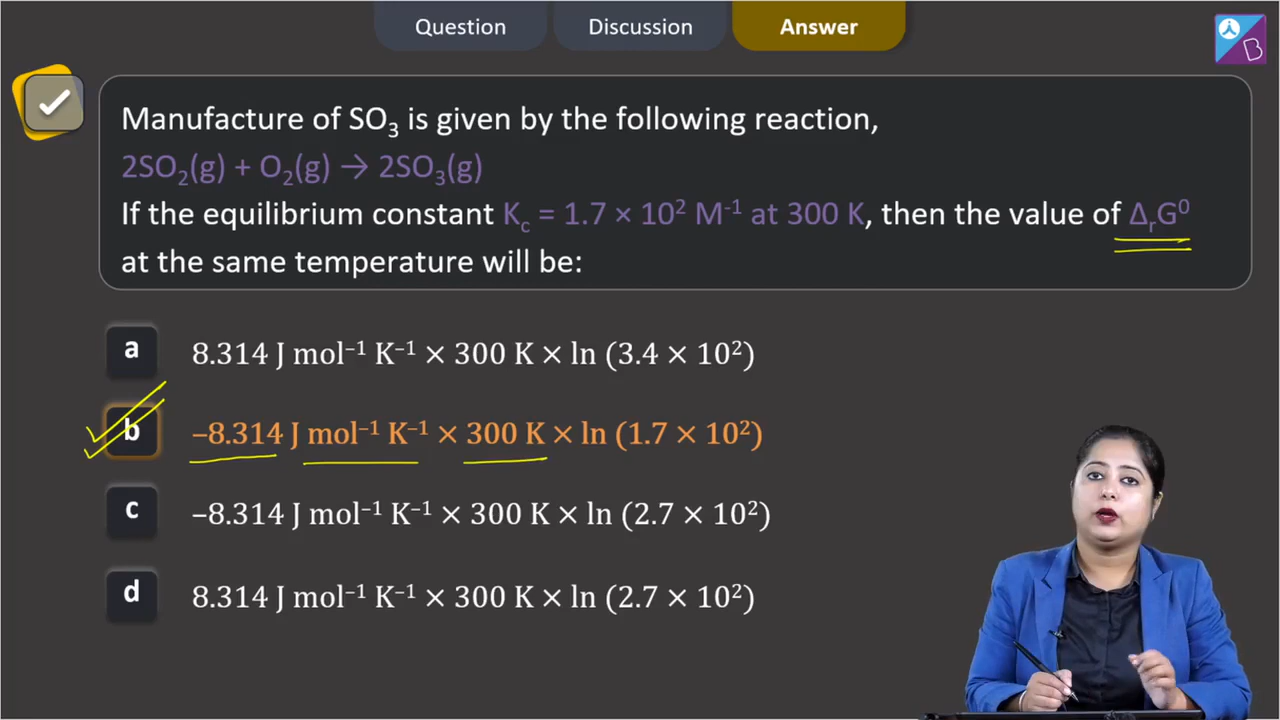 Question Discussion Answer
B
Manufacture of SO₃ is given by the following reaction,
2SO₂(g) + O₂(g) → 2SO₃(g)
If the equilibrium constant K꜀ = 1.7 × 10² M⁻¹ at 300 K, then the value of ΔᵣG⁰
at the same temperature will be:
a 8.314 J mol⁻¹ K⁻¹ × 300 K × ln (3.4 × 10²)
b –8.314 J mol⁻¹ K⁻¹ × 300 K × ln (1.7 × 10²)
c –8.314 J mol⁻¹ K⁻¹ × 300 K × ln (2.7 × 10²)
d 8.314 J mol⁻¹ K⁻¹ × 300 K × ln (2.7 × 10²)